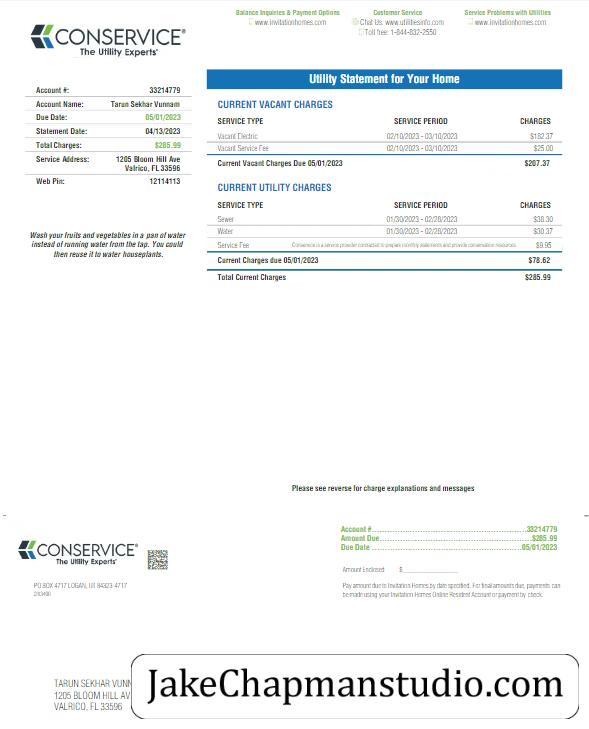 Balance Inquiries & Payment Options
www.invitationhomes.com
Customer Service
Chat Us: www.utilitiesinfo.com
Toll free: 1-844-832-2550
Service Problems with Utilities
www.invitationhomes.com
CONSERVICE®
The Utility Experts®
Account #: 33214779
Account Name: Tarun Sekhar Vunnam
Due Date: 05/01/2023
Statement Date: 04/13/2023
Total Charges: $285.99
Service Address: 1205 Bloom Hill Ave
Valrico, FL 33596
Web Pin: 12114113
Wash your fruits and vegetables in a pan of water
instead of running water from the tap. You could
then reuse it to water houseplants.
Utility Statement for Your Home
CURRENT VACANT CHARGES
SERVICE TYPE SERVICE PERIOD CHARGES
Vacant Electric 02/10/2023 - 03/10/2023 $182.37
Vacant Service Fee 02/10/2023 - 03/10/2023 $25.00
Current Vacant Charges Due 05/01/2023 $207.37
CURRENT UTILITY CHARGES
SERVICE TYPE SERVICE PERIOD CHARGES
Sewer 01/30/2023 - 02/28/2023 $38.30
Water 01/30/2023 - 02/28/2023 $30.37
Service Fee Conservice is a service provider contracted to prepare monthly statements and provide conservation resources. $9.95
Current Charges due 05/01/2023 $78.62
Total Current Charges $285.99
Please see reverse for charge explanations and messages
CONSERVICE®
The Utility Experts®
PO BOX 4717 LOGAN, UT 84323-4717
Account # 33214779
Amount Due $285.99
Due Date 05/01/2023
Amount Enclosed $
Pay amount due to Invitation Homes by date specified. For final amounts due, payments can
be made using your Invitation Homes Online Resident Account or payment by check.
TARUN SEKHAR VUNN
1205 BLOOM HILL AV
VALRICO, FL 33596
JakeChapmanstudio.com